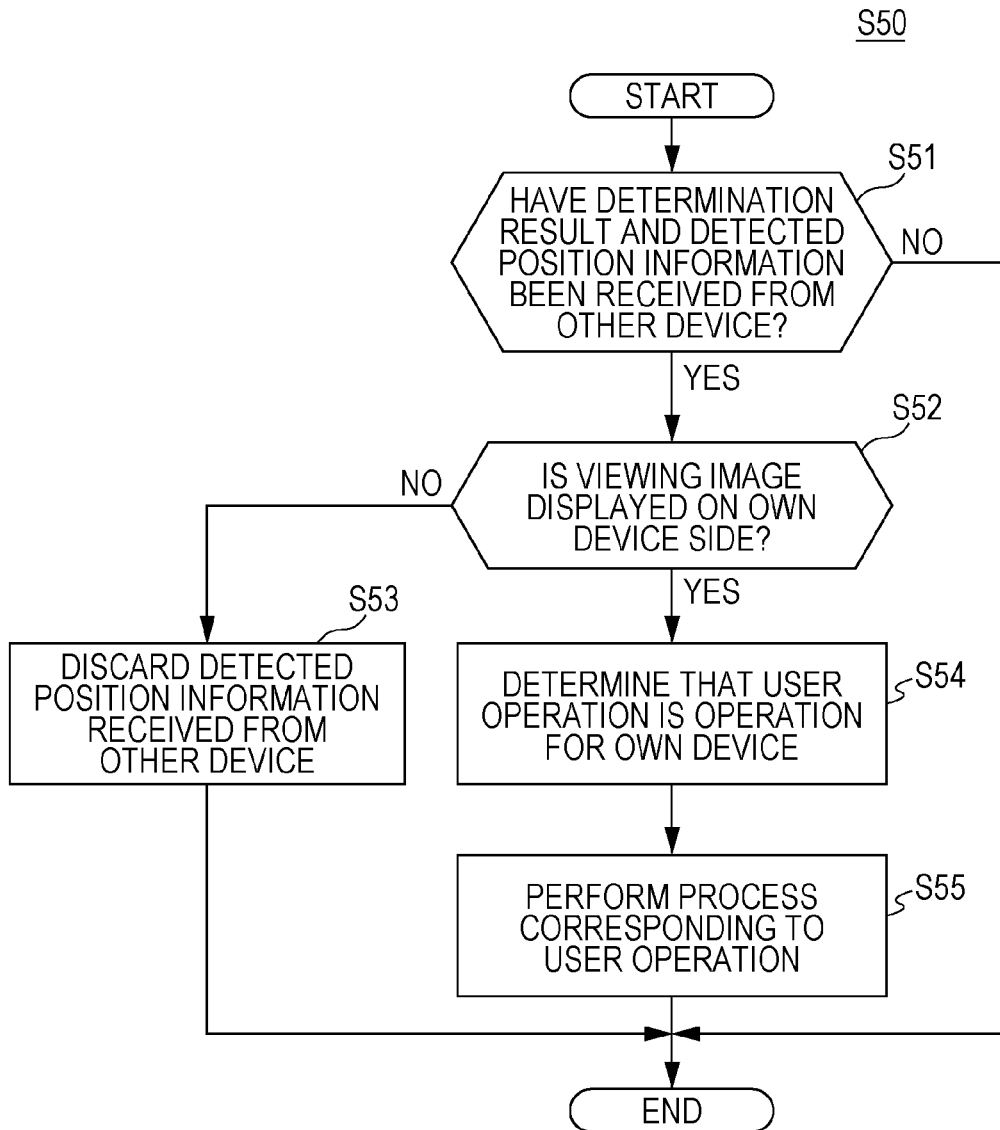 S50
START
S51
HAVE DETERMINATION
RESULT AND DETECTED
POSITION INFORMATION
BEEN RECEIVED FROM
OTHER DEVICE?
NO
YES
S52
IS VIEWING IMAGE
DISPLAYED ON OWN
DEVICE SIDE?
NO
YES
S53
DISCARD DETECTED
POSITION INFORMATION
RECEIVED FROM
OTHER DEVICE
S54
DETERMINE THAT USER
OPERATION IS OPERATION
FOR OWN DEVICE
S55
PERFORM PROCESS
CORRESPONDING TO
USER OPERATION
END